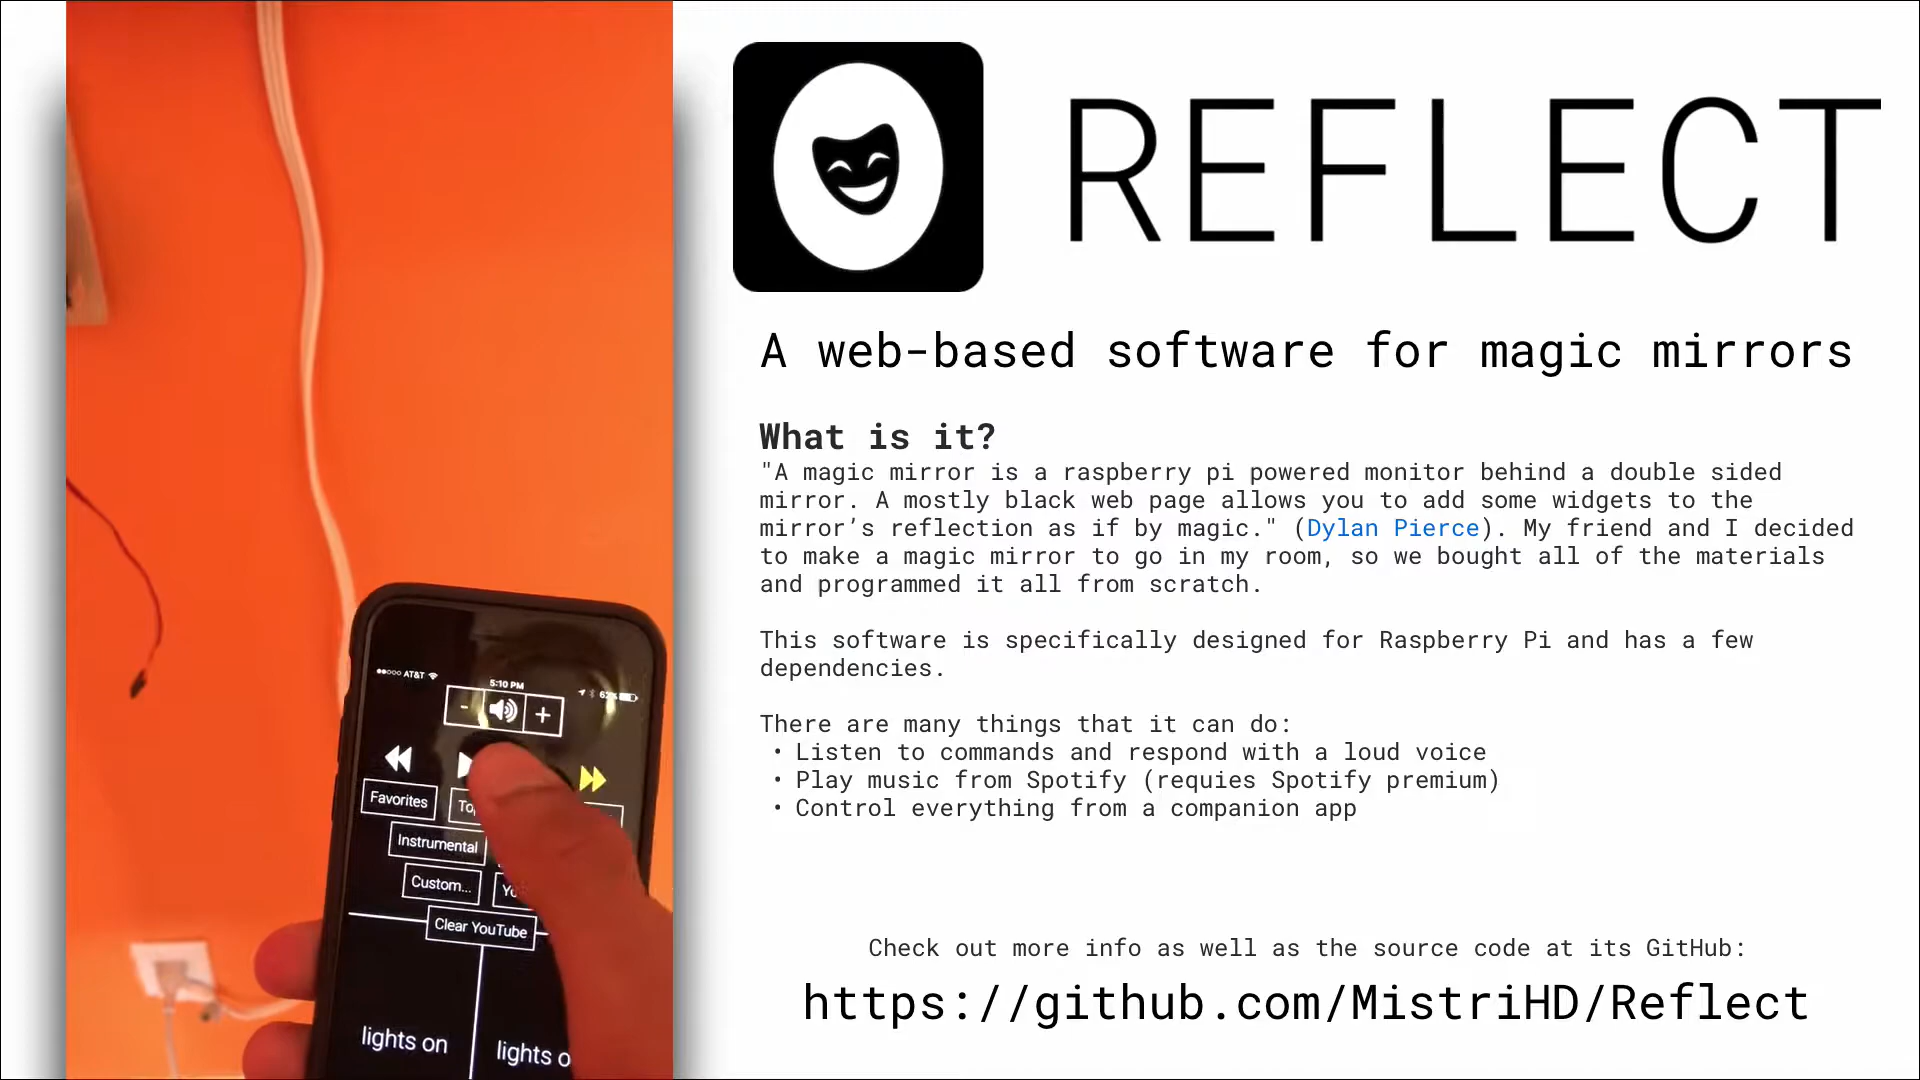 REFLECT
A web-based software for magic mirrors
What is it?
"A magic mirror is a raspberry pi powered monitor behind a double sided
mirror. A mostly black web page allows you to add some widgets to the
mirror’s reflection as if by magic." (Dylan Pierce). My friend and I decided
to make a magic mirror to go in my room, so we bought all of the materials
and programmed it all from scratch.
This software is specifically designed for Raspberry Pi and has a few
dependencies.
There are many things that it can do:
• Listen to commands and respond with a loud voice
• Play music from Spotify (requies Spotify premium)
• Control everything from a companion app
Check out more info as well as the source code at its GitHub:
https://github.com/MistriHD/Reflect
AT&T
5:10 PM
- +
Favorites
Instrumental
Custom...
Clear YouTube
lights on
lights